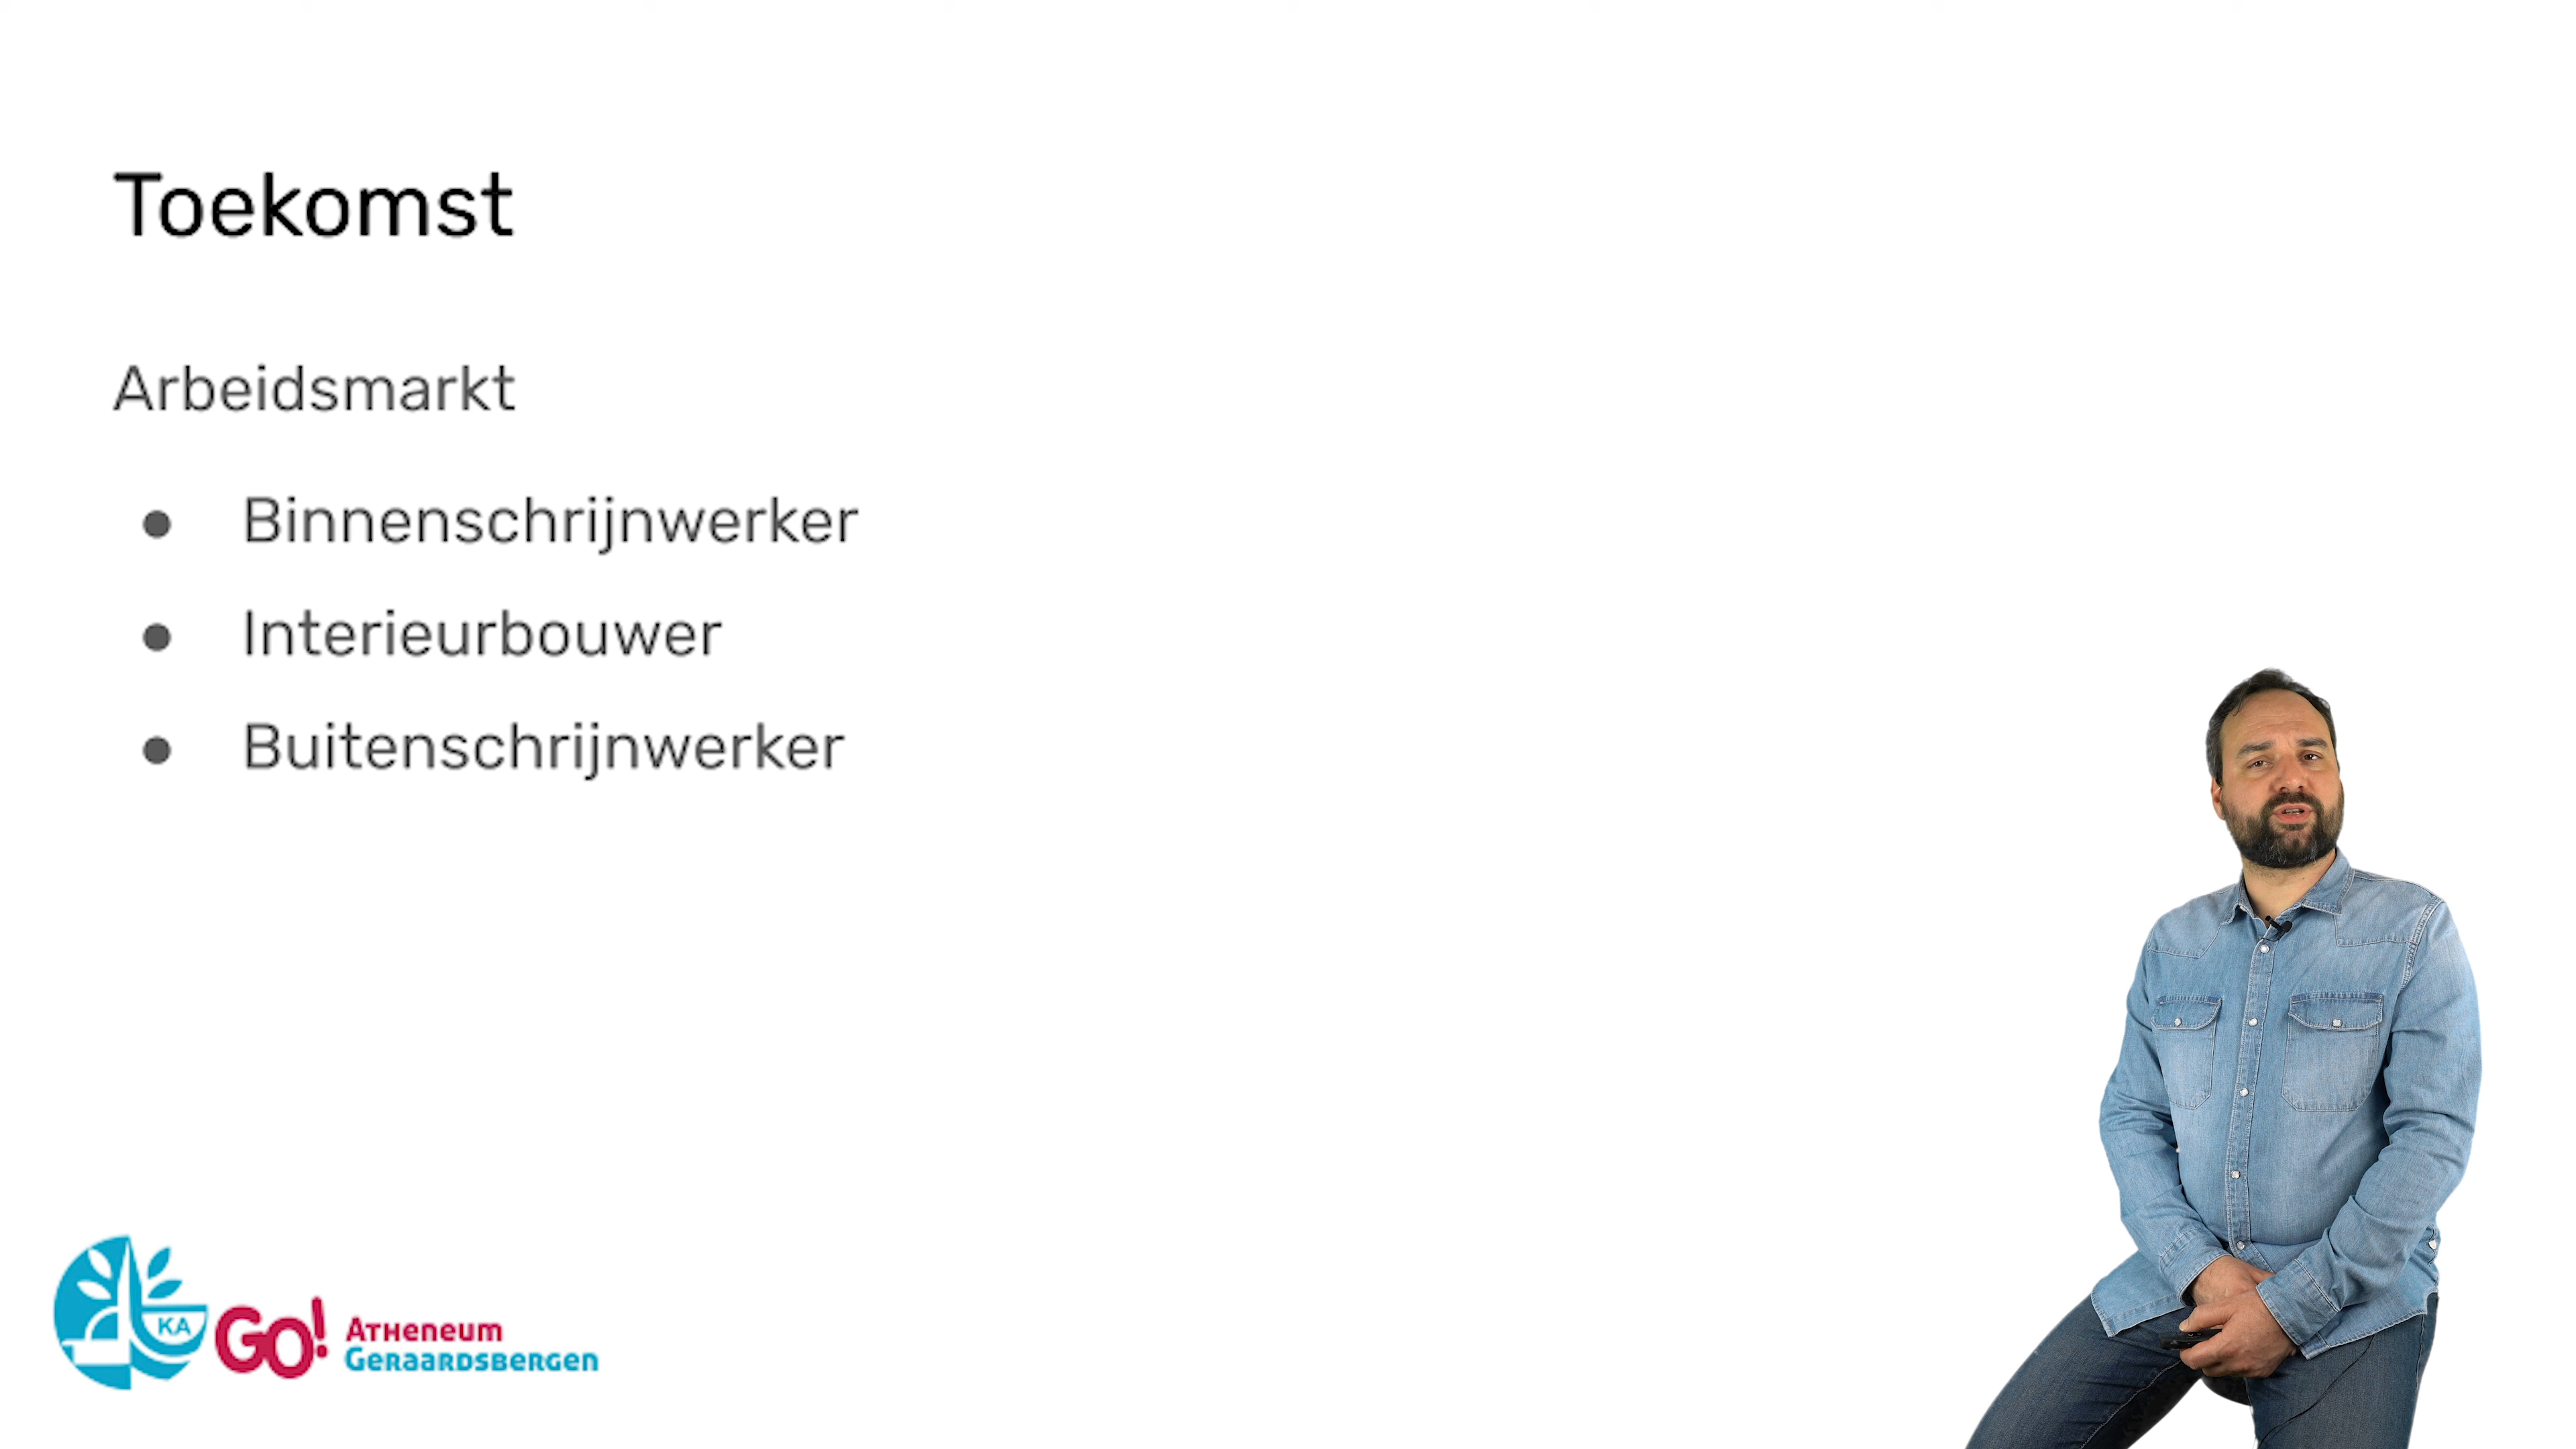 Toekomst
Arbeidsmarkt
● Binnenschrijnwerker
● Interieurbouwer
● Buitenschrijnwerker
KA
GO! Atheneum
Geraardsbergen